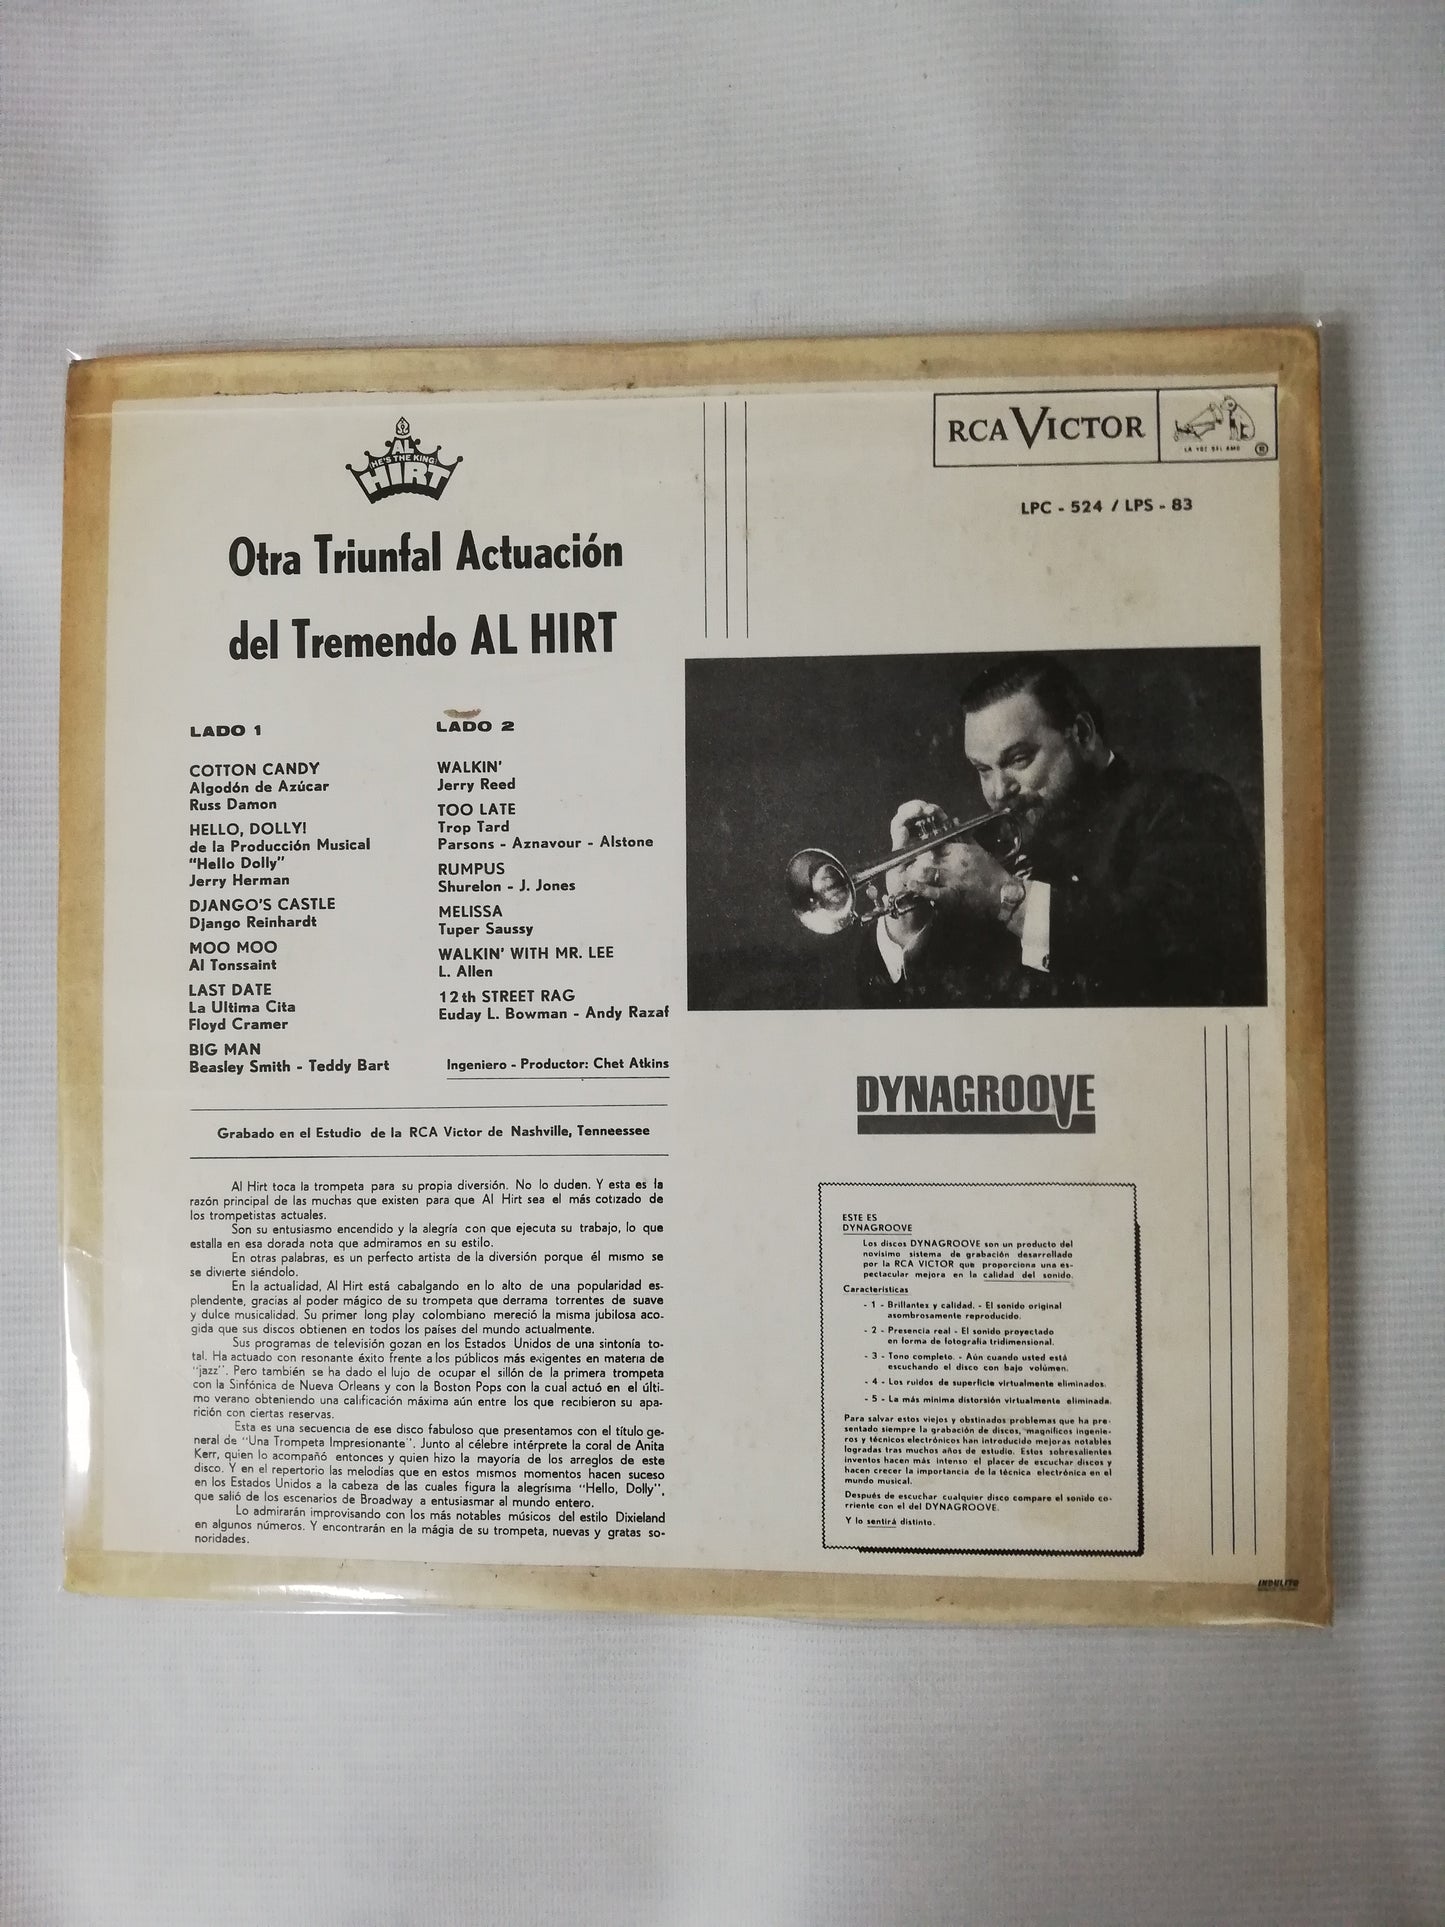 AL
HE'S THE KING
HIRT
RCA VICTOR
LA VOZ DEL AMO
LPC - 524 / LPS - 83
Otra Triunfal Actuación
del Tremendo AL HIRT
LADO 1
COTTON CANDY
Algodón de Azúcar
Russ Damon
HELLO, DOLLY!
de la Producción Musical
"Hello Dolly"
Jerry Herman
DJANGO'S CASTLE
Django Reinhardt
MOO MOO
Al Tonssaint
LAST DATE
La Ultima Cita
Floyd Cramer
BIG MAN
Beasley Smith - Teddy Bart
LADO 2
WALKIN'
Jerry Reed
TOO LATE
Trop Tard
Parsons - Aznavour - Alstone
RUMPUS
Shurelon - J. Jones
MELISSA
Tuper Saussy
WALKIN' WITH MR. LEE
L. Allen
12th STREET RAG
Euday L. Bowman - Andy Razaf
Ingeniero - Productor: Chet Atkins
Grabado en el Estudio de la RCA Victor de Nashville, Tenneessee
Al Hirt toca la trompeta para su propia diversión. No lo duden. Y esta es la
razón principal de las muchas que existen para que Al Hirt sea el más cotizado de
los trompetistas actuales.
Son su entusiasmo encendido y la alegría con que ejecuta su trabajo, lo que
estalla en esa dorada nota que admiramos en su estilo.
En otras palabras, es un perfecto artista de la diversión porque él mismo se
se divierte siéndolo.
En la actualidad, Al Hirt está cabalgando en lo alto de una popularidad es-
plendente, gracias al poder mágico de su trompeta que derrama torrentes de suave
y dulce musicalidad. Su primer long play colombiano mereció la misma jubilosa aco-
gida que sus discos obtienen en todos los países del mundo actualmente.
Sus programas de televisión gozan en los Estados Unidos de una sintonía to-
tal. Ha actuado con resonante éxito frente a los públicos más exigentes en materia de
"jazz". Pero también se ha dado el lujo de ocupar el sillón de la primera trompeta
con la Sinfónica de Nueva Orleans y con la Boston Pops con la cual actuó en el últi-
mo verano obteniendo una calificación máxima aún entre los que recibieron su apa-
rición con ciertas reservas.
Esta es una secuencia de ese disco fabuloso que presentamos con el título ge-
neral de "Una Trompeta Impresionante". Junto al célebre intérprete la coral de Anita
Kerr, quien lo acompañó entonces y quien hizo la mayoría de los arreglos de este
disco. Y en el repertorio las melodías que en estos mismos momentos hacen suceso
en los Estados Unidos a la cabeza de las cuales figura la alegrísima "Hello, Dolly",
que salió de los escenarios de Broadway a entusiasmar al mundo entero.
Lo admirarán improvisando con los más notables músicos del estilo Dixieland
en algunos números. Y encontrarán en la mágia de su trompeta, nuevas y gratas so-
noridades.
DYNAGROOVE
ESTE ES
DYNAGROOVE
Los discos DYNAGROOVE son un producto del
novísimo sistema de grabación desarrollado
por la RCA VICTOR que proporciona una es-
pectacular mejora en la calidad del sonido.
Características
- 1 - Brillantez y calidad. - El sonido original
asombrosamente reproducido.
- 2 - Presencia real - El sonido proyectado
en forma de fotografía tridimensional.
- 3 - Tono completo. - Aún cuando usted está
escuchando el disco con bajo volúmen.
- 4 - Los ruidos de superficie virtualmente eliminados.
- 5 - La más mínima distorsión virtualmente eliminada.
Para salvar estos viejos y obstinados problemas que ha pre-
sentado siempre la grabación de discos, magníficos ingenie-
ros y técnicos electrónicos han introducido mejoras notables
logradas tras muchos años de estudio. Estos sobresalientes
inventos hacen más intenso el placer de escuchar discos y
hacen crecer la importancia de la técnica electrónica en el
mundo musical.
Después de escuchar cualquier disco compare el sonido co-
rriente con el del DYNAGROOVE.
Y lo sentirá distinto.
INDULITO